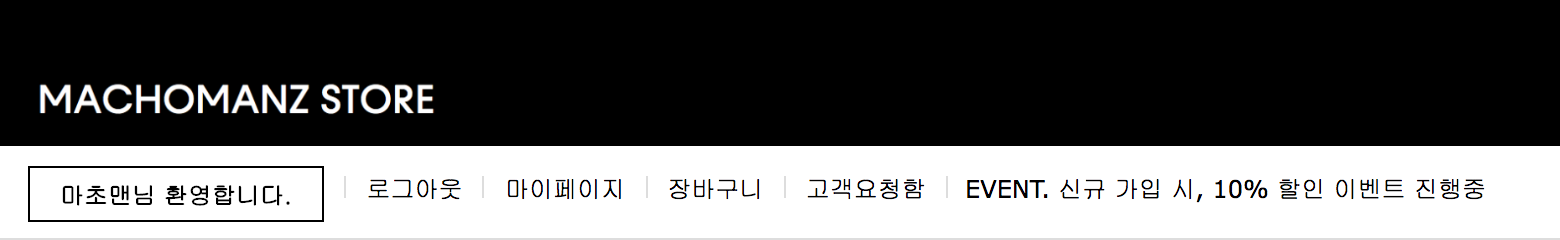 MACHOMANZ STORE
마초맨님 환영합니다. 로그아웃 마이페이지 장바구니 고객요청함 EVENT. 신규 가입 시, 10% 할인 이벤트 진행중